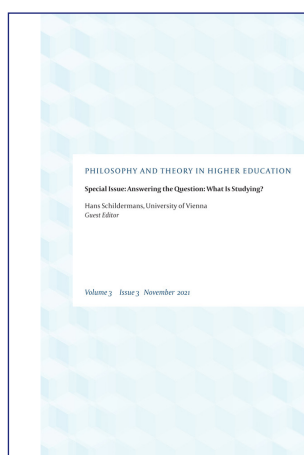 PHILOSOPHY AND THEORY IN HIGHER EDUCATION
Special Issue: Answering the Question: What Is Studying?
Hans Schildermans, University of Vienna
Guest Editor
Volume 3 Issue 3 November 2021